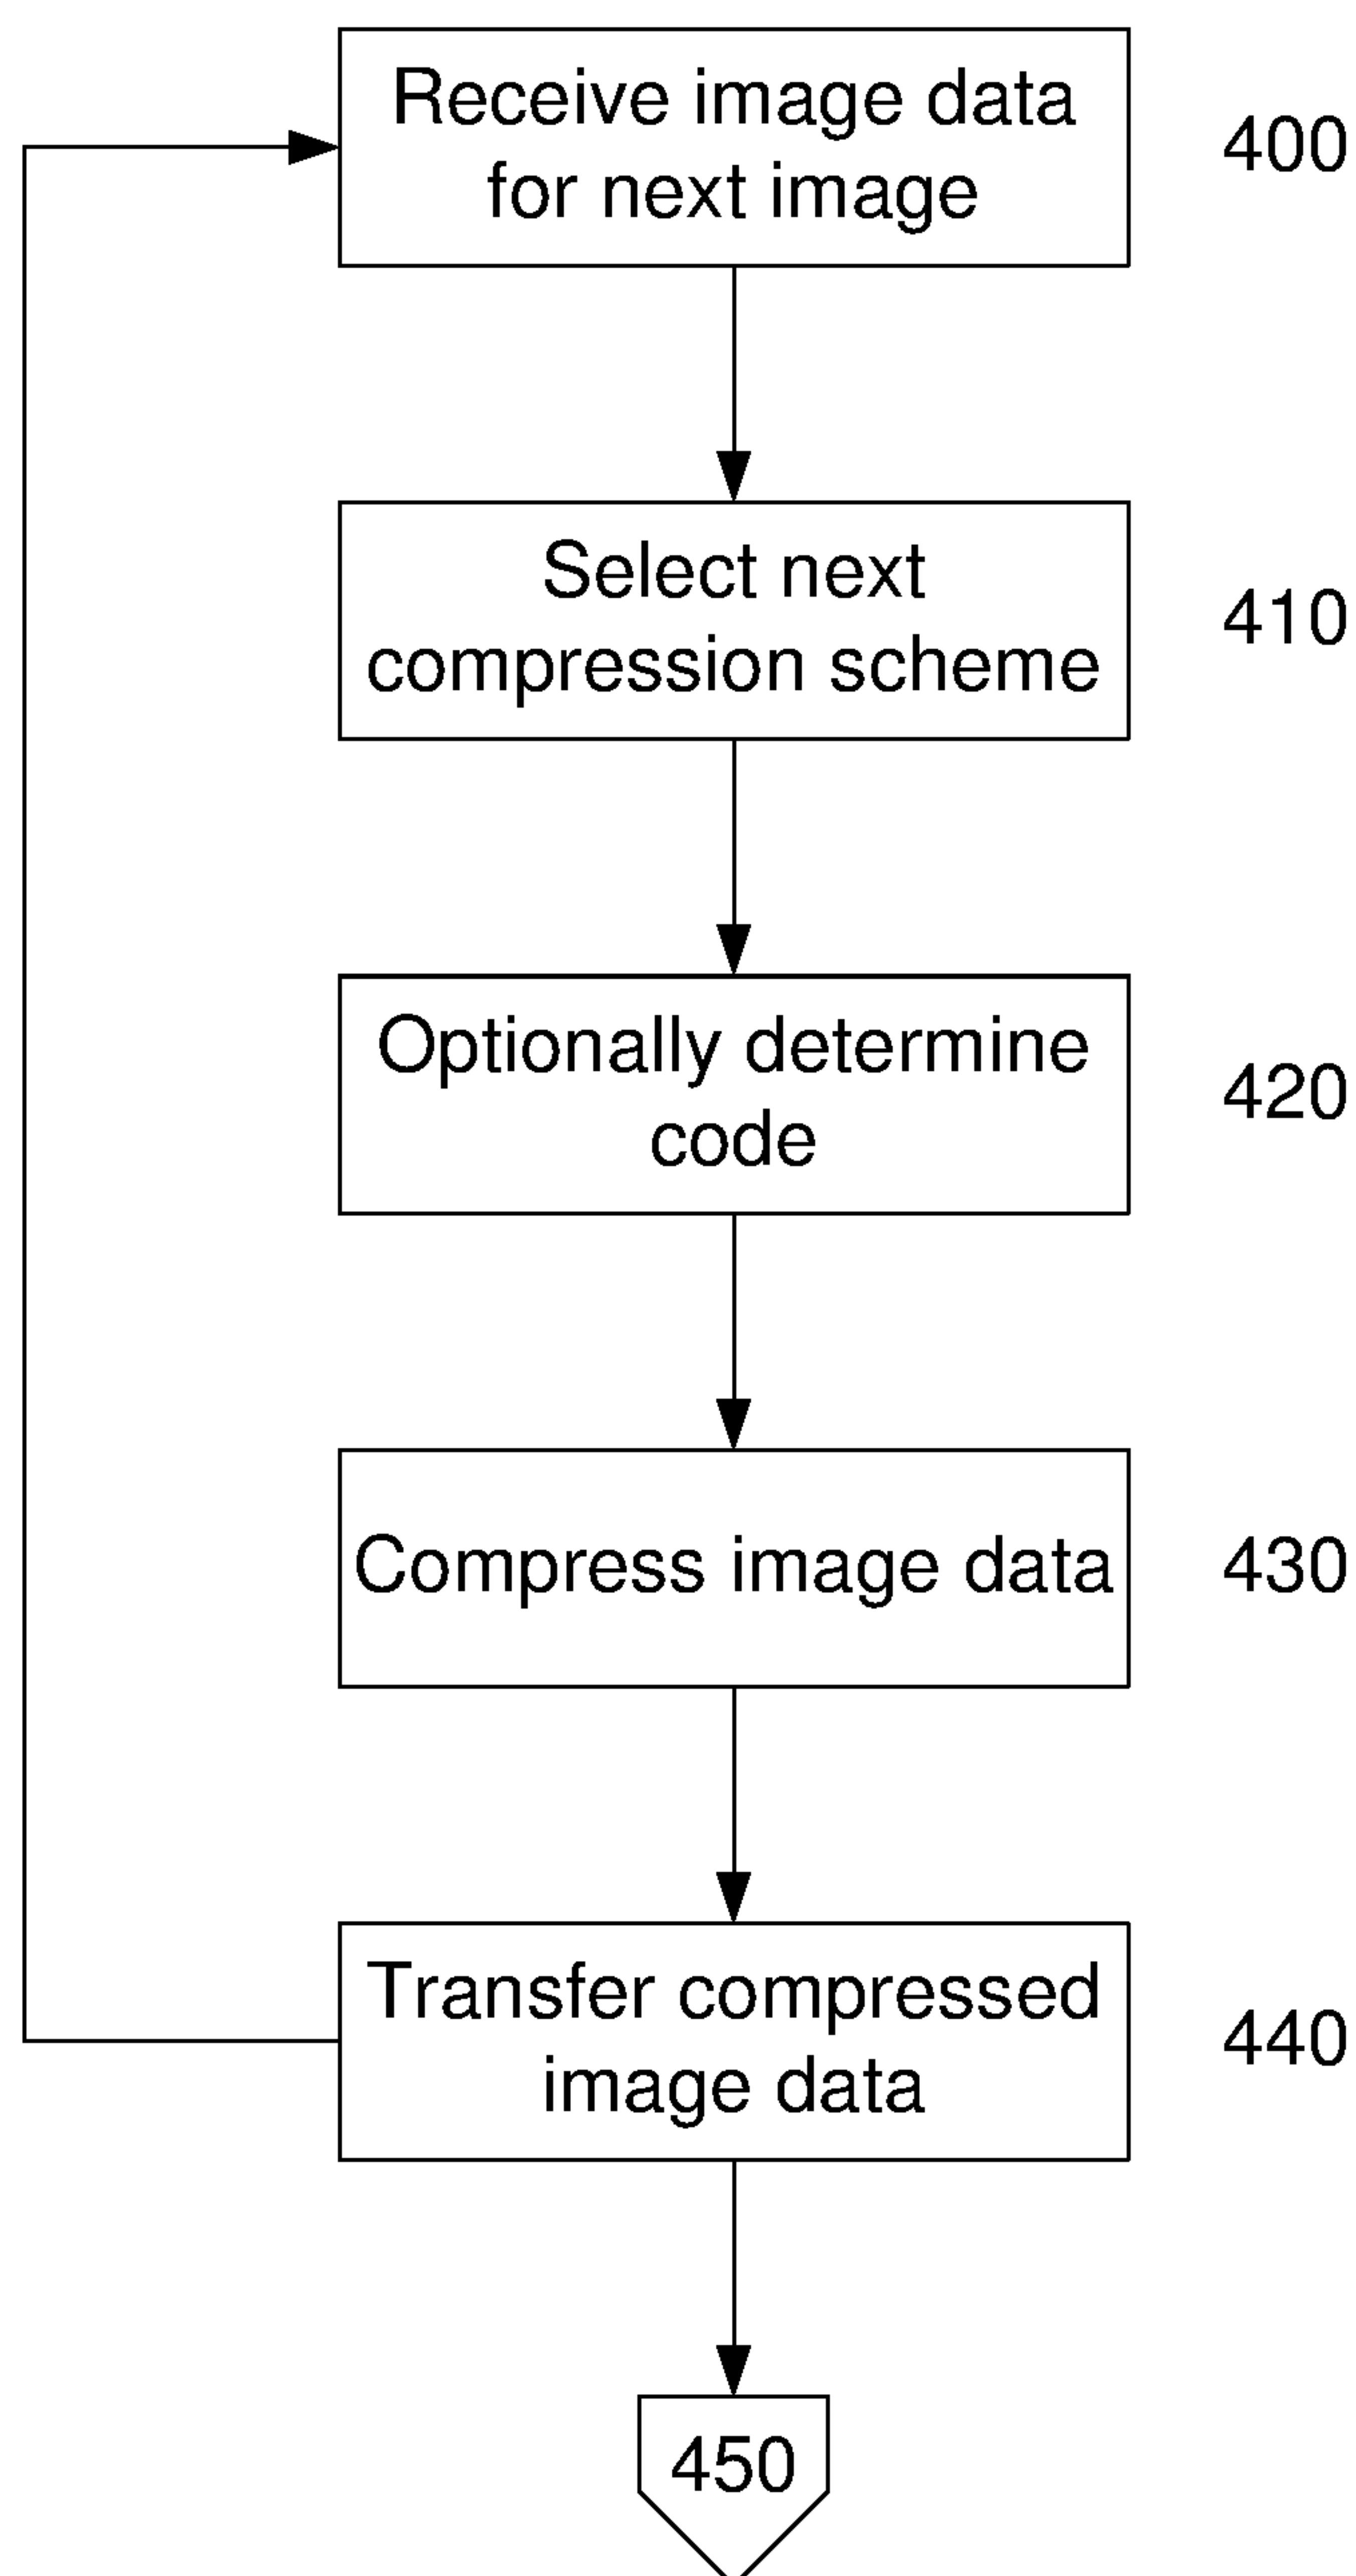 Receive image data
for next image
400
Select next
compression scheme
410
Optionally determine
code
420
Compress image data
430
Transfer compressed
image data
440
450